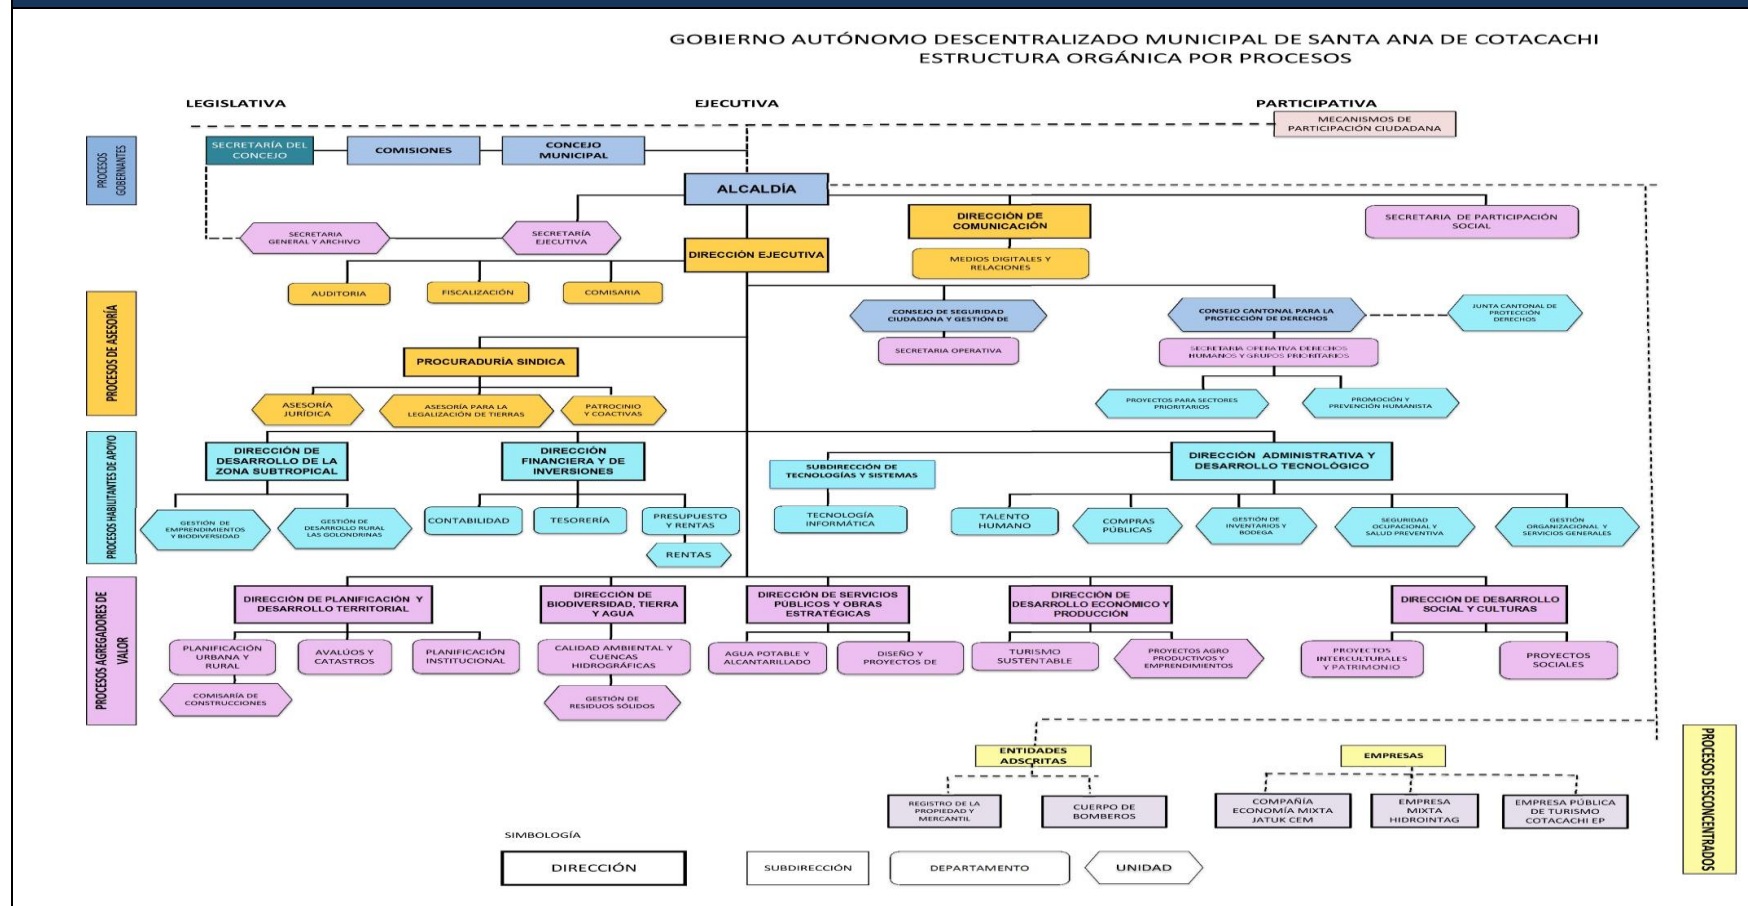 GOBIERNO AUTÓNOMO DESCENTRALIZADO MUNICIPAL DE SANTA ANA DE COTACACHI
ESTRUCTURA ORGÁNICA POR PROCESOS
LEGISLATIVA
EJECUTIVA
PARTICIPATIVA
PROCESOS
GOBERNANTES
SECRETARÍA DEL
CONCEJO
COMISIONES
CONCEJO
MUNICIPAL
MECANISMOS DE
PARTICIPACIÓN CIUDADANA
ALCALDÍA
SECRETARIA
GENERAL Y ARCHIVO
SECRETARÍA
EJECUTIVA
DIRECCIÓN DE
COMUNICACIÓN
SECRETARIA DE PARTICIPACIÓN
SOCIAL
DIRECCIÓN EJECUTIVA
MEDIOS DIGITALES Y
RELACIONES
AUDITORIA
FISCALIZACIÓN
COMISARIA
PROCESOS DE ASESORÍA
CONSEJO DE SEGURIDAD
CIUDADANA Y GESTIÓN DE
CONSEJO CANTONAL PARA LA
PROTECCIÓN DE DERECHOS
JUNTA CANTONAL DE
PROTECCIÓN
DERECHOS
SECRETARIA OPERATIVA
SECRETARIA OPERATIVA DERECHOS
HUMANOS Y GRUPOS PRIORITARIOS
PROCURADURÍA SINDICA
ASESORÍA
JURÍDICA
ASESORÍA PARA LA
LEGALIZACIÓN DE TIERRAS
PATROCINIO
Y COACTIVAS
PROYECTOS PARA SECTORES
PRIORITARIOS
PROMOCIÓN Y
PREVENCIÓN HUMANISTA
PROCESOS HABILITANTES DE APOYO
DIRECCIÓN DE
DESARROLLO DE LA
ZONA SUBTROPICAL
DIRECCIÓN
FINANCIERA Y DE
INVERSIONES
SUBDIRECCIÓN DE
TECNOLOGÍAS Y SISTEMAS
DIRECCIÓN ADMINISTRATIVA Y
DESARROLLO TECNOLÓGICO
GESTIÓN DE
EMPRENDIMIENTOS
Y BIODIVERSIDAD
GESTIÓN DE
DESARROLLO RURAL
LAS GOLONDRINAS
CONTABILIDAD
TESORERÍA
PRESUPUESTO
Y RENTAS
RENTAS
TECNOLOGÍA
INFORMÁTICA
TALENTO
HUMANO
COMPRAS
PÚBLICAS
GESTIÓN DE
INVENTARIOS Y
BODEGA
SEGURIDAD
OCUPACIONAL Y
SALUD PREVENTIVA
GESTIÓN
ORGANIZACIONAL Y
SERVICIOS GENERALES
PROCESOS AGREGADORES DE
VALOR
DIRECCIÓN DE PLANIFICACIÓN Y
DESARROLLO TERRITORIAL
DIRECCIÓN DE
BIODIVERSIDAD, TIERRA
Y AGUA
DIRECCIÓN DE SERVICIOS
PÚBLICOS Y OBRAS
ESTRATÉGICAS
DIRECCIÓN DE
DESARROLLO ECONÓMICO Y
PRODUCCIÓN
DIRECCIÓN DE DESARROLLO
SOCIAL Y CULTURAS
PLANIFICACIÓN
URBANA Y
RURAL
AVALÚOS Y
CATASTROS
PLANIFICACIÓN
INSTITUCIONAL
CALIDAD AMBIENTAL Y
CUENCAS
HIDROGRÁFICAS
AGUA POTABLE Y
ALCANTARILLADO
DISEÑO Y
PROYECTOS DE
TURISMO
SUSTENTABLE
PROYECTOS AGRO
PRODUCTIVOS Y
EMPRENDIMIENTOS
PROYECTOS
INTERCULTURALES
Y PATRIMONIO
PROYECTOS
SOCIALES
COMISARÍA DE
CONSTRUCCIONES
GESTIÓN DE
RESIDUOS SÓLIDOS
PROCESOS DESCONCENTRADOS
ENTIDADES
ADSCRITAS
EMPRESAS
REGISTRO DE LA
PROPIEDAD Y
MERCANTIL
CUERPO DE
BOMBEROS
COMPAÑÍA
ECONOMÍA MIXTA
JATUK CEM
EMPRESA
MIXTA
HIDROINTAG
EMPRESA PÚBLICA
DE TURISMO
COTACACHI EP
SIMBOLOGÍA
DIRECCIÓN
SUBDIRECCIÓN
DEPARTAMENTO
UNIDAD